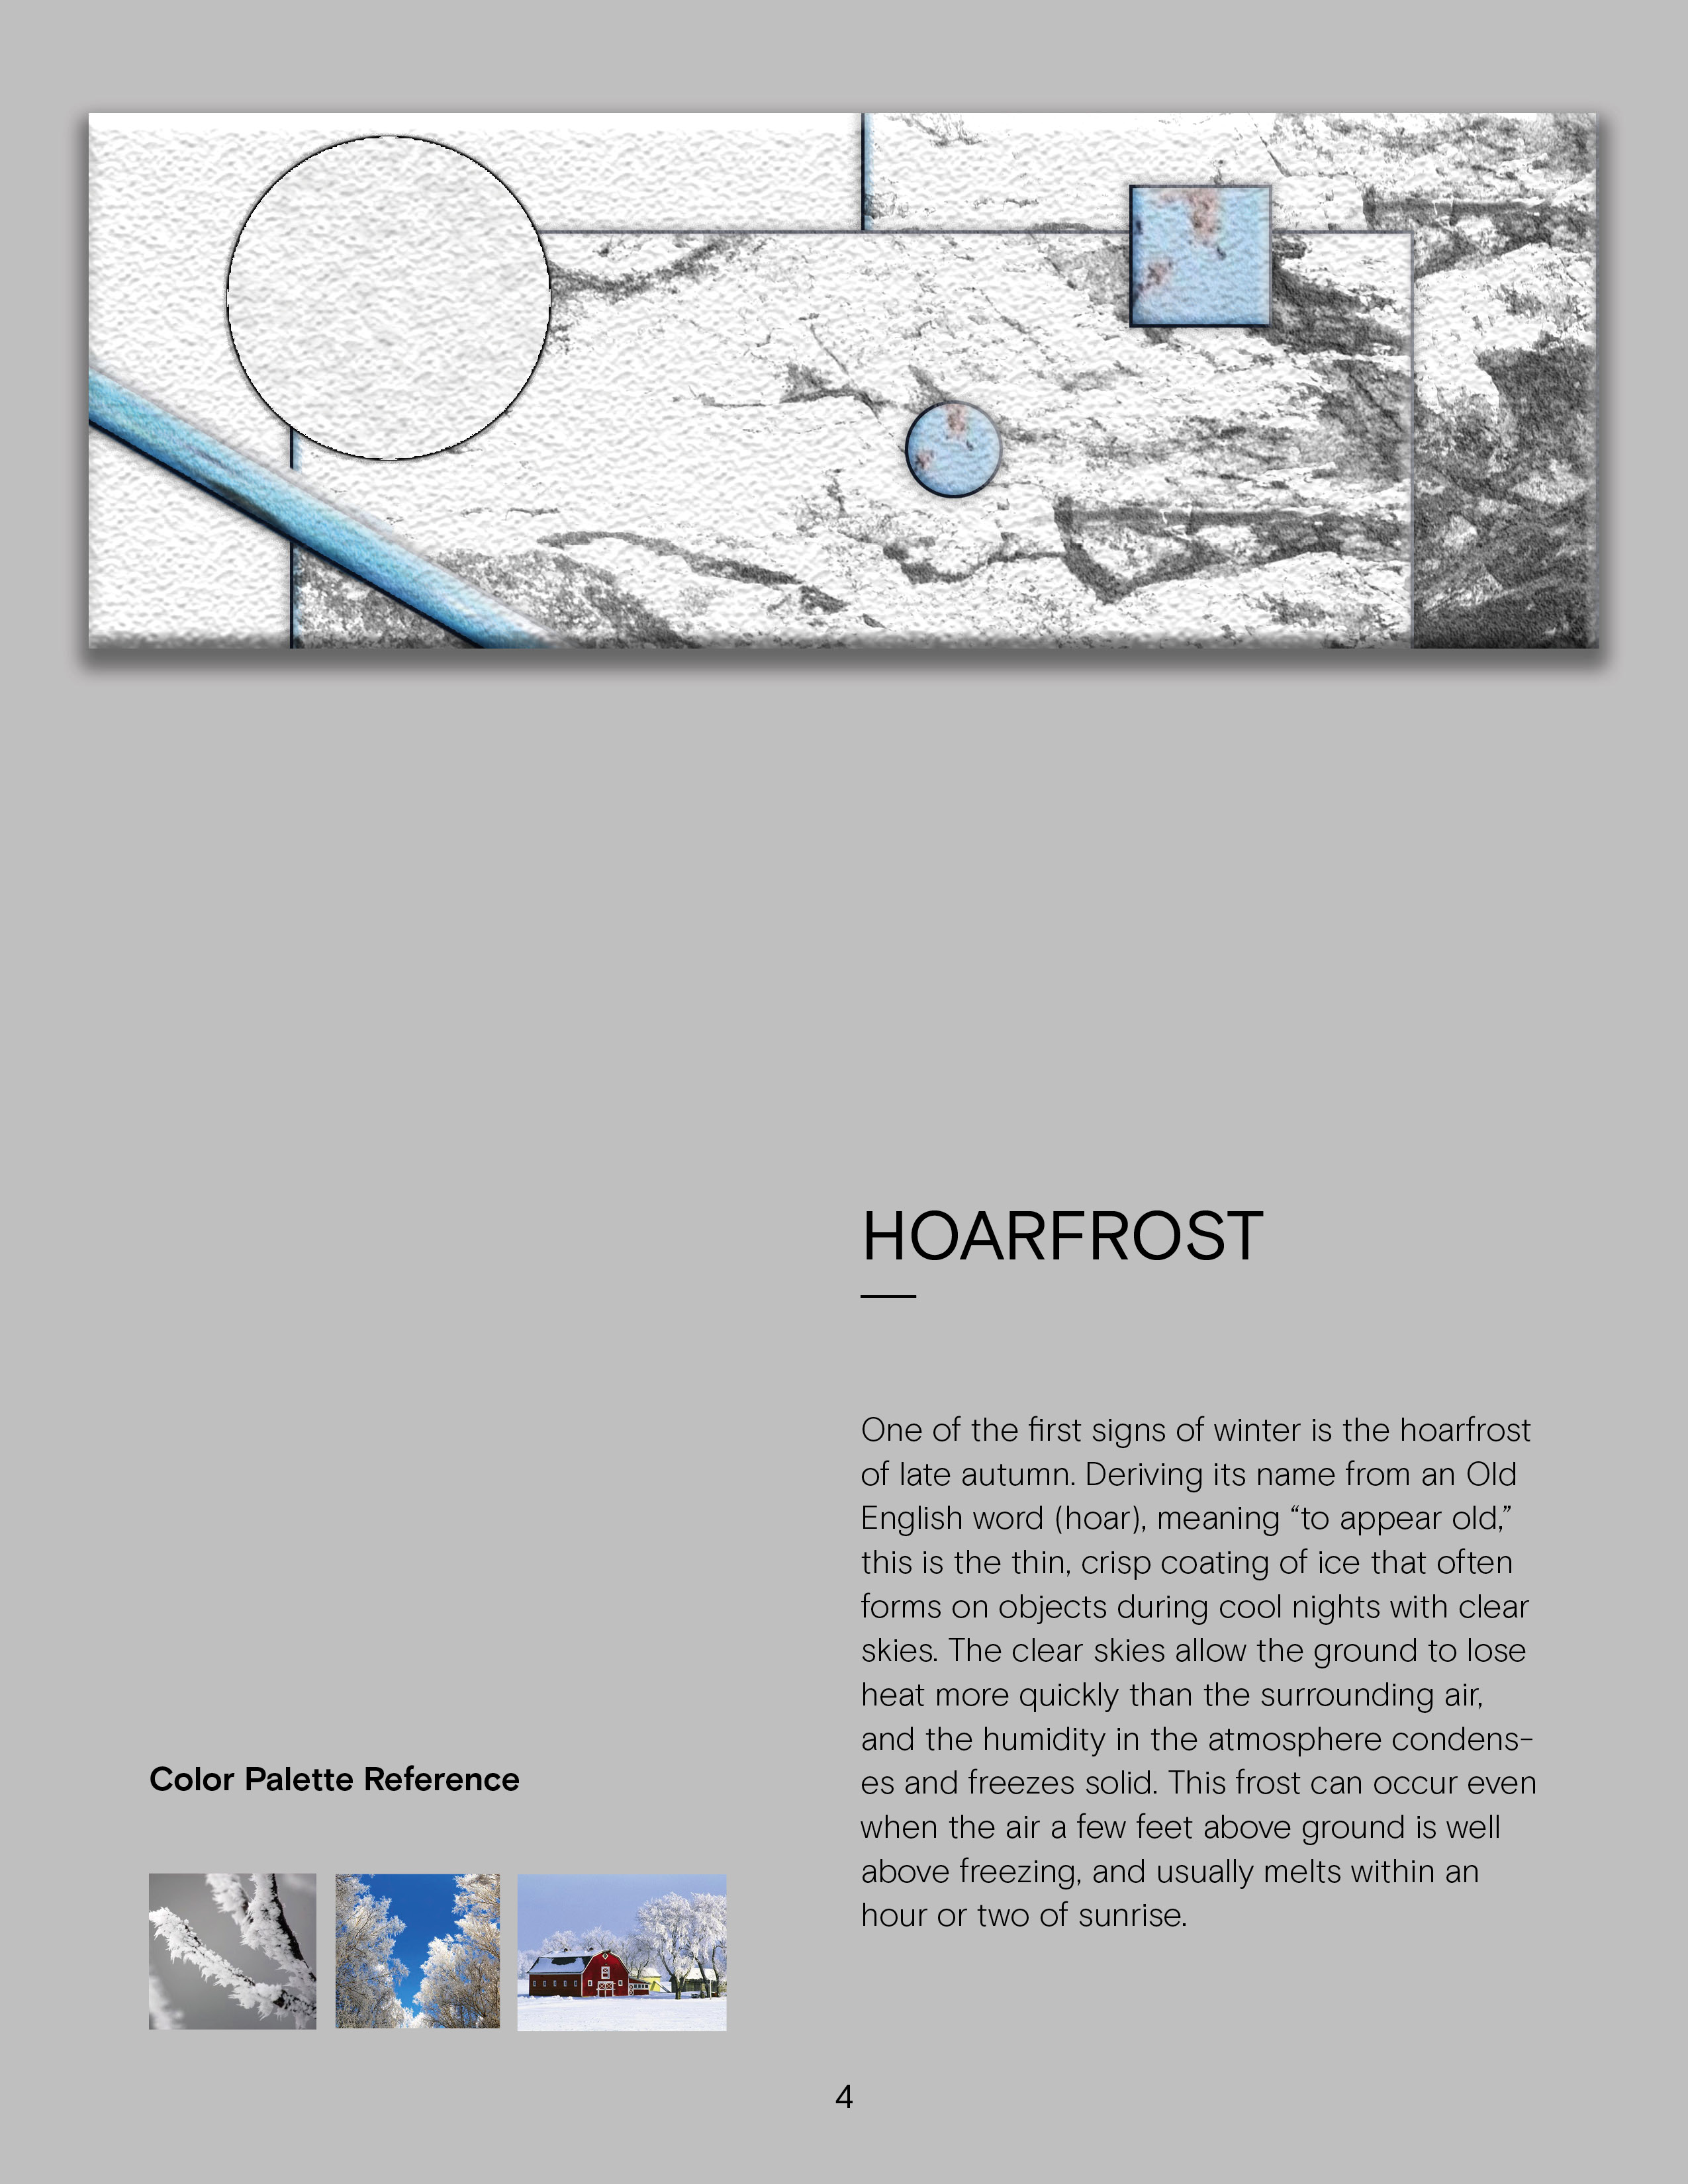 HOARFROST
One of the first signs of winter is the hoarfrost
of late autumn. Deriving its name from an Old
English word (hoar), meaning “to appear old,”
this is the thin, crisp coating of ice that often
forms on objects during cool nights with clear
skies. The clear skies allow the ground to lose
heat more quickly than the surrounding air,
and the humidity in the atmosphere condens-
es and freezes solid. This frost can occur even
when the air a few feet above ground is well
above freezing, and usually melts within an
hour or two of sunrise.
Color Palette Reference
4